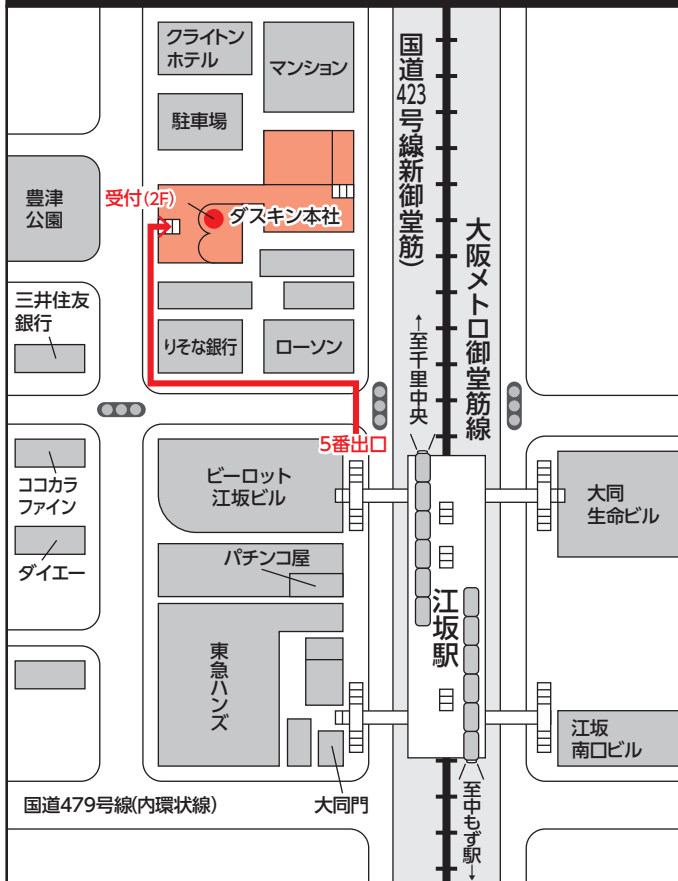 クライトン
ホテル
マンション
駐車場
国道423号線新御堂筋)
大阪メトロ御堂筋線
豊津
公園
受付(2F)
ダスキン本社
三井住友
銀行
りそな銀行
ローソン
←至千里中央
5番出口
ココカラ
ファイン
ビーロット
江坂ビル
大同
生命ビル
ダイエー
パチンコ屋
江坂駅
東急ハンズ
江坂
南口ビル
国道479号線(内環状線)
大同門
至中もず駅→